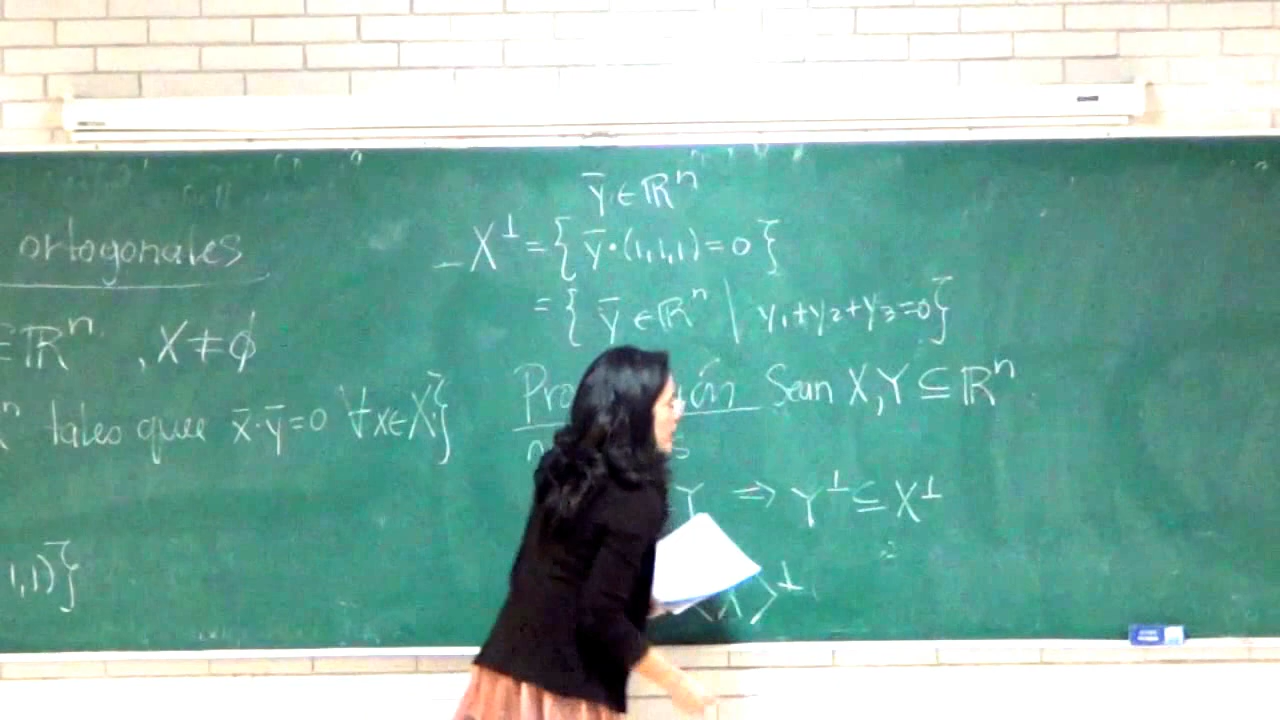 ortogonales
∈ℝⁿ , X ≠ ∅
ⁿ tales que x̄·ȳ=0 ∀x∈X}
1,1)}
ȳ∈ℝⁿ
X^⊥ = { ȳ·(1,1,1)=0 }
= { ȳ∈ℝⁿ | y₁+y₂+y₃=0 }
Sean X,Y ⊆ ℝⁿ
Y ⇒ Y^⊥ ⊆ X^⊥
⟩^⊥